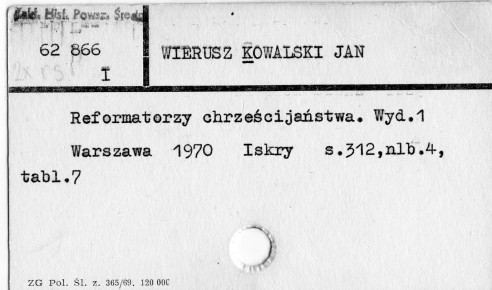 Zakł. Hist. Powsz. Średn
62 866
I
WIERUSZ KOWALSKI JAN
Reformatorzy chrześcijaństwa. Wyd.1
Warszawa 1970 Iskry s.312,nlb.4,
tabl.7
ZG Pol. Śl. z. 365/69. 120 000